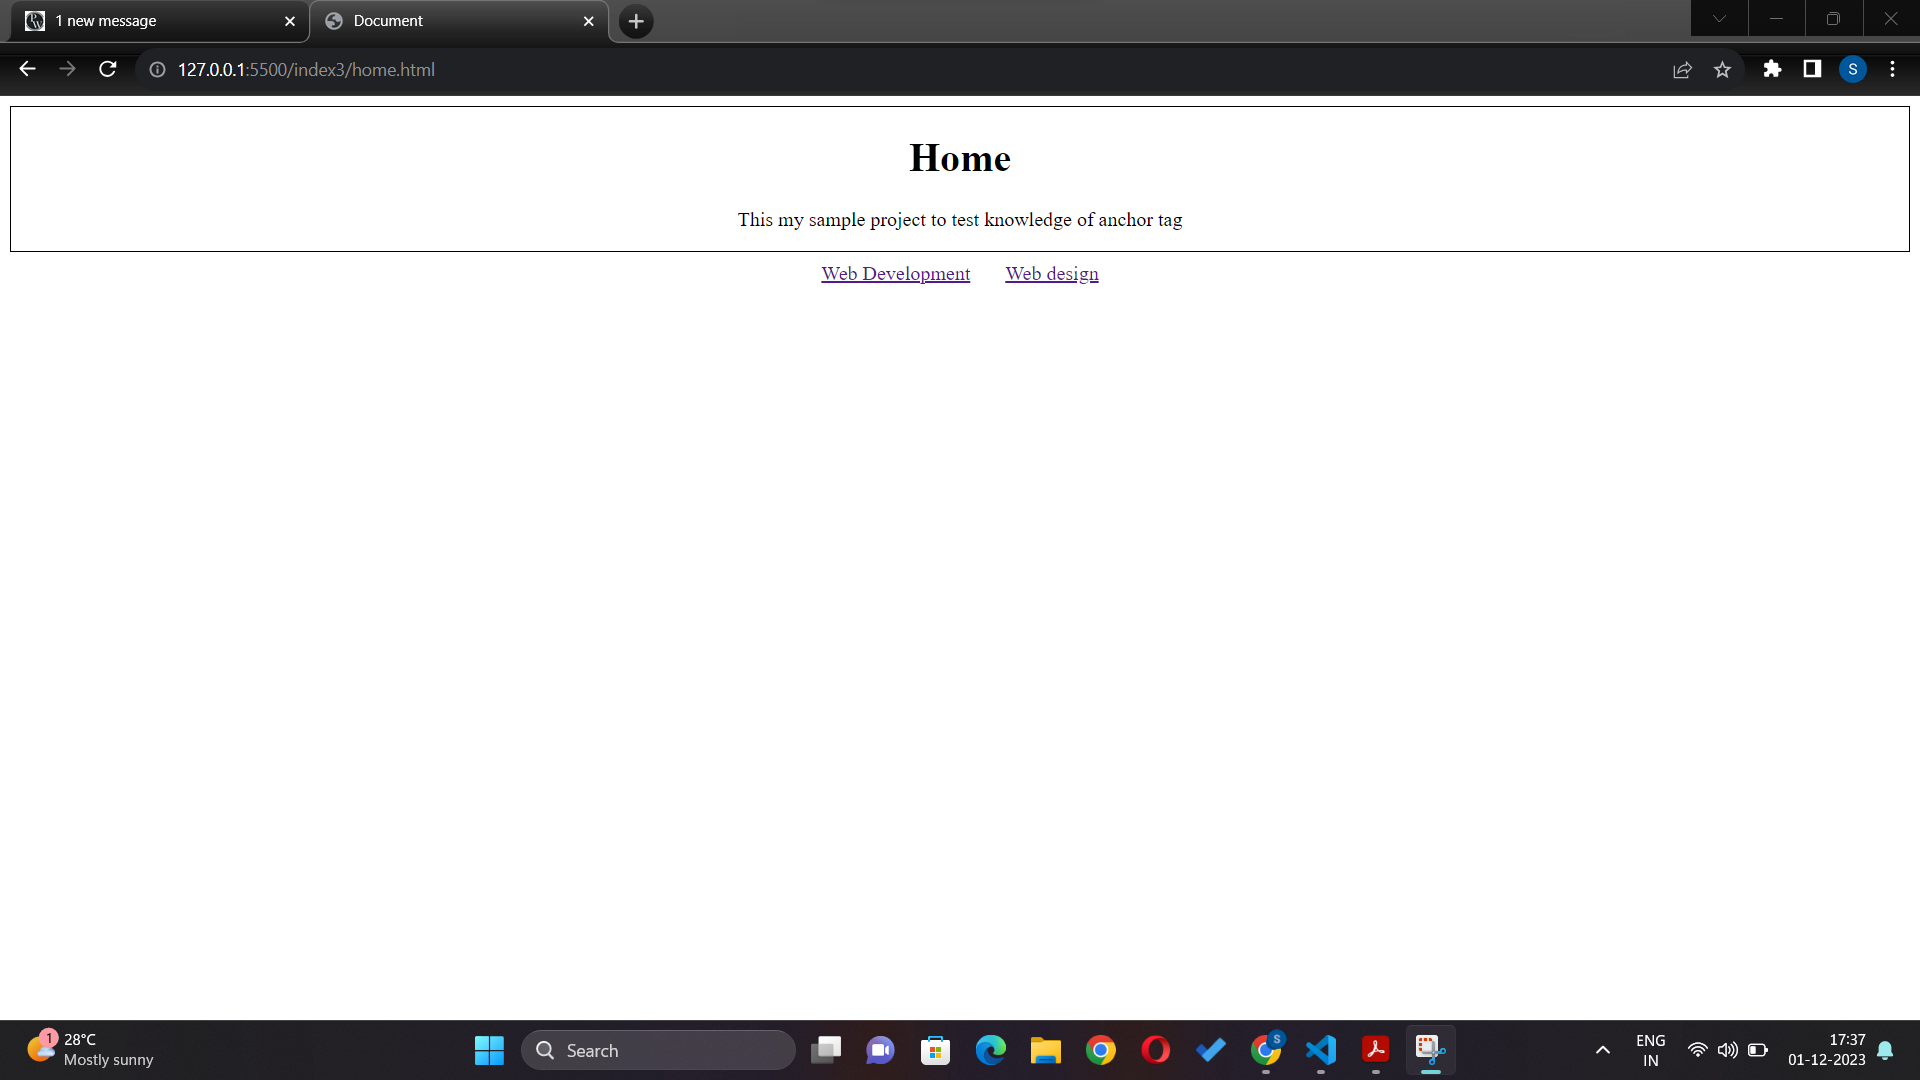 1 new message
Document
127.0.0.1:5500/index3/home.html
S
Home
This my sample project to test knowledge of anchor tag
Web Development Web design
1
28°C
Mostly sunny
Search
S
ENG
IN
17:37
01-12-2023